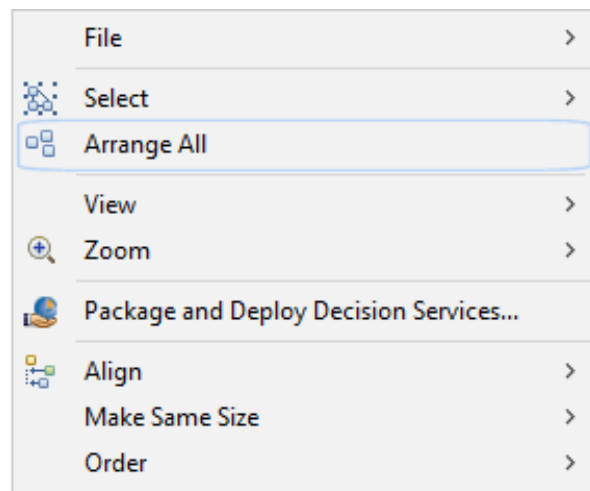 File
Select
Arrange All
View
Zoom
Package and Deploy Decision Services...
Align
Make Same Size
Order